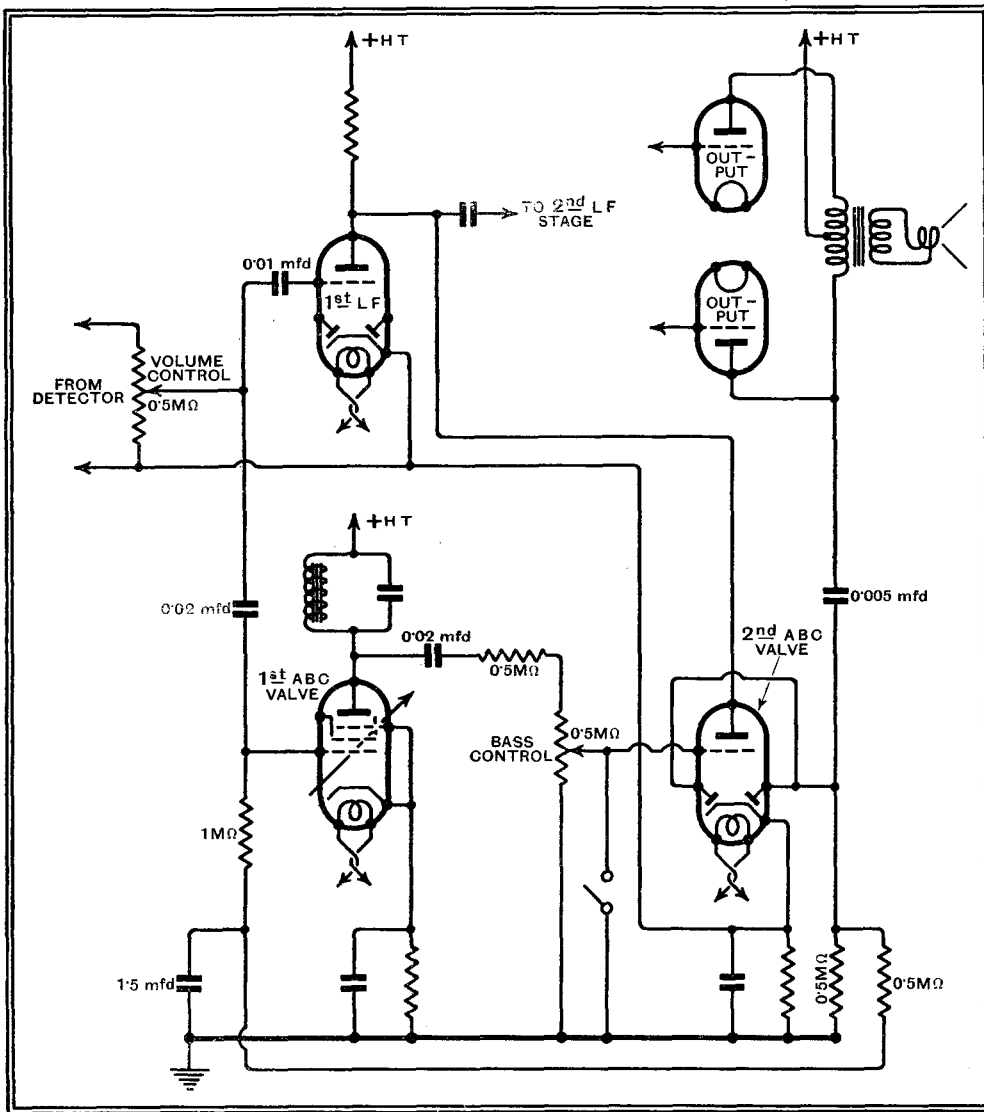 +HT
+HT
OUT-
PUT
TO 2nd LF
STAGE
0·01 mfd
1st LF
OUT-
PUT
VOLUME
CONTROL
FROM
DETECTOR
0·5MΩ
+HT
0·02 mfd
0·005 mfd
0·02 mfd
2nd ABC
VALVE
0·5MΩ
1st ABC
VALVE
0·5MΩ
BASS
CONTROL
1MΩ
1·5 mfd
0·5MΩ
0·5MΩ